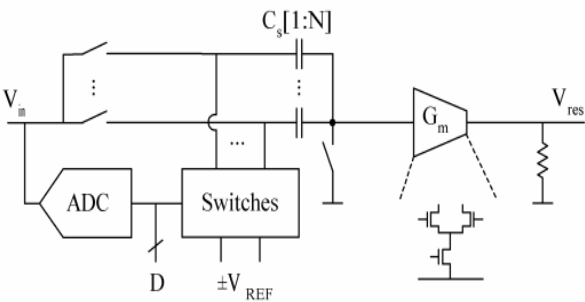 C_s[1:N]
V_in
G_m
V_res
ADC
Switches
D
±V_REF